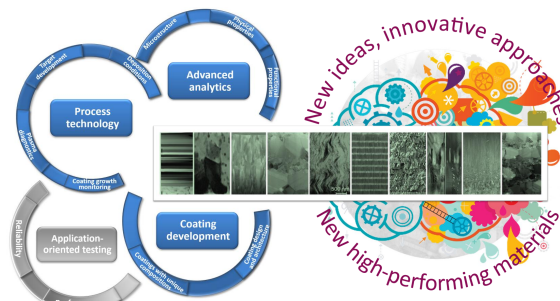 Physical properties
Microstructure
Functional properties
Advanced
analytics
Target
development
Deposition
conditions
Process
technology
Plasma
diagnostics
Coating growth
monitoring
Reliability
Application-
oriented testing
Coating
development
Coating design
and architecture
Coatings with unique
compositions
500 nm
New ideas, innovative approaches
New high-performing materials